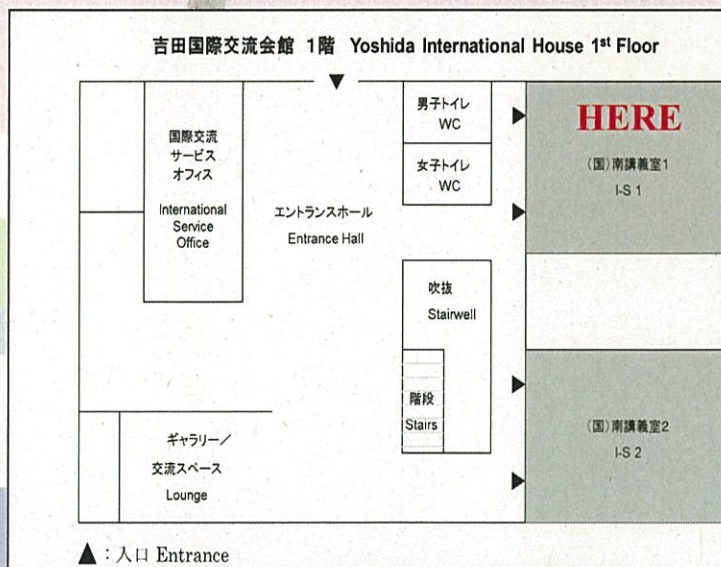 吉田国際交流会館 1階 Yoshida International House 1st Floor
国際交流
サービス
オフィス
International
Service
Office
エントランスホール
Entrance Hall
男子トイレ
WC
女子トイレ
WC
吹抜
Stairwell
階段
Stairs
ギャラリー/
交流スペース
Lounge
HERE
(国)南講義室1
I-S 1
(国)南講義室2
I-S 2
▲:入口 Entrance